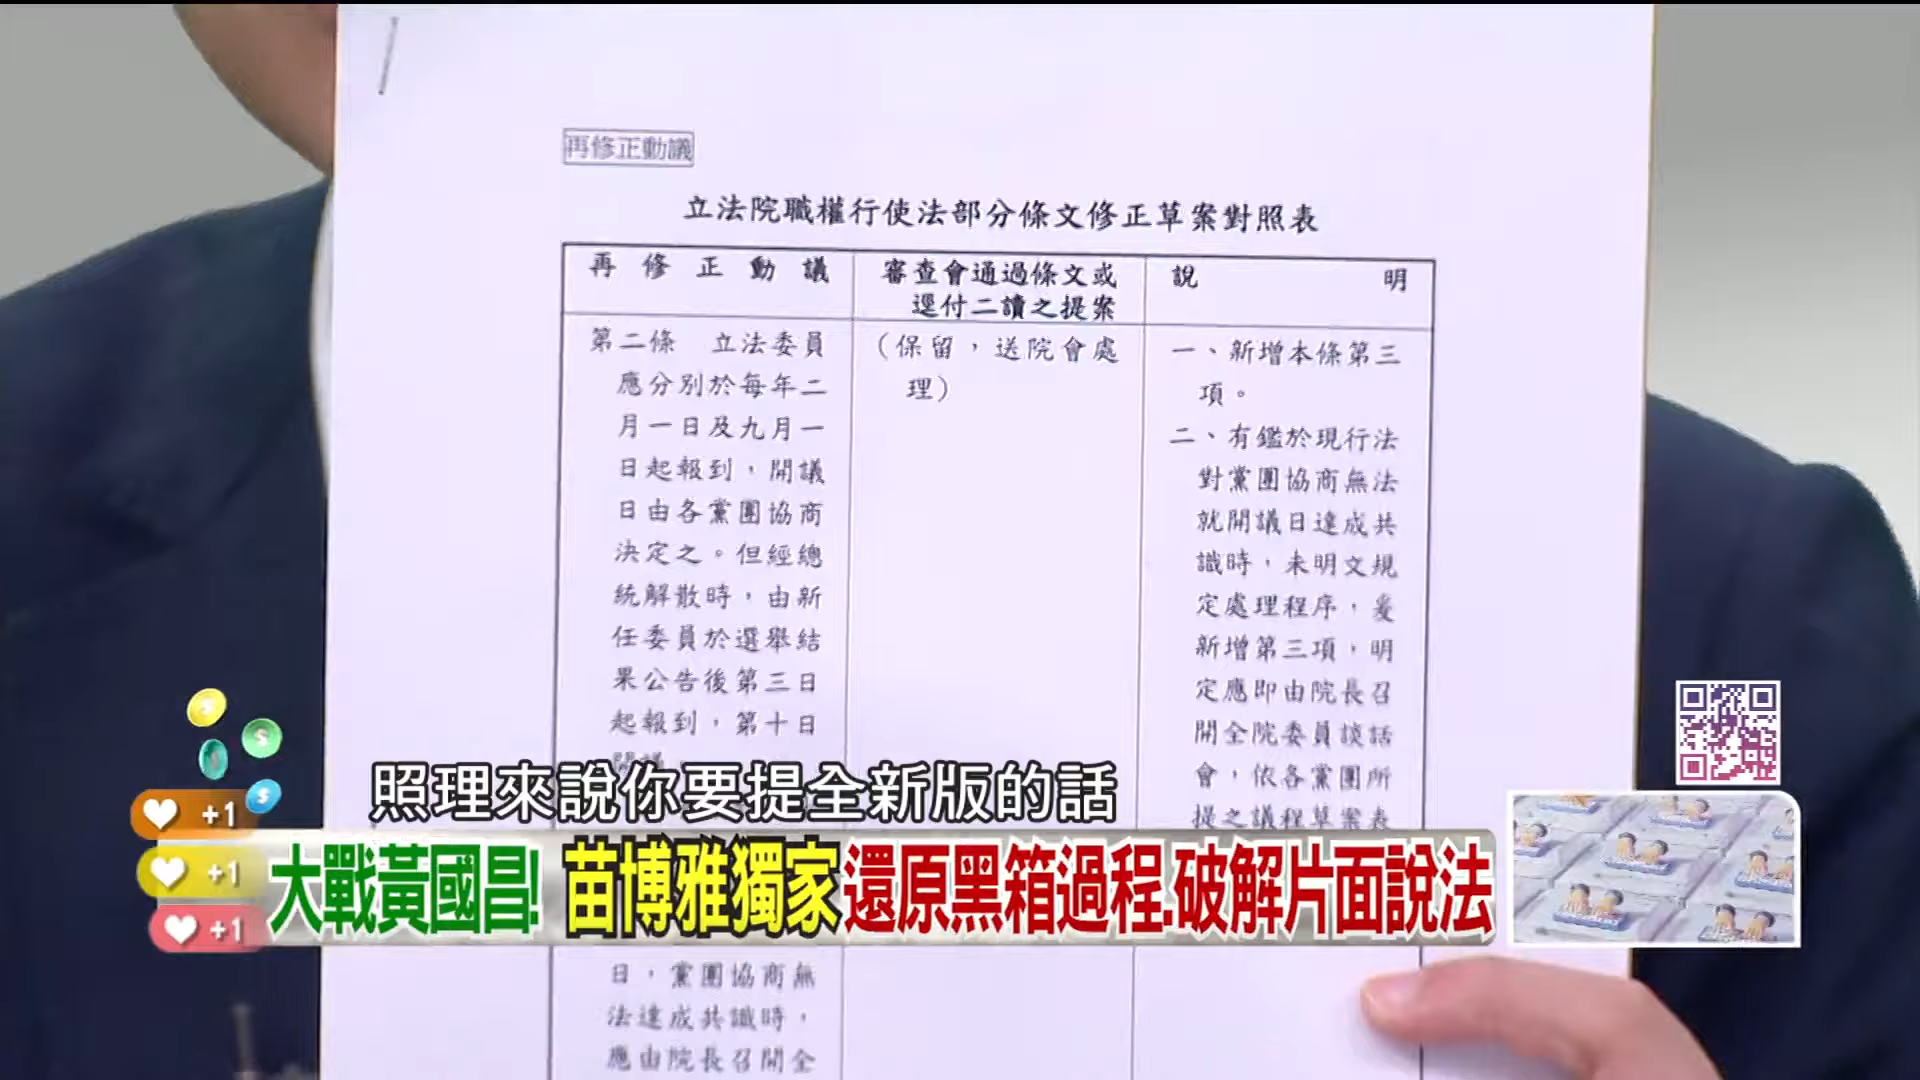 再修正動議
立法院職權行使法部分條文修正草案對照表
再修正動議
審查會通過條文或
逕付二讀之提案
說明
第二條 立法委員
應分別於每年二
月一日及九月一
日起報到，開議
日由各黨團協商
決定之。但經總
統解散時，由新
任委員於選舉結
果公告後第三日
起報到，第十日
（保留，送院會處
理）
一、新增本條第三
項。
二、有鑑於現行法
對黨團協商無法
就開議日達成共
識時，未明文規
定處理程序，爰
新增第三項，明
定應即由院長召
開全院委員談話
會，依各黨團所
提之議程草案表
照理來說你要提全新版的話
+1
+1
+1
大戰黃國昌! 苗博雅獨家還原黑箱過程.破解片面說法
日，黨團協商無
法達成共識時，
應由院長召開全